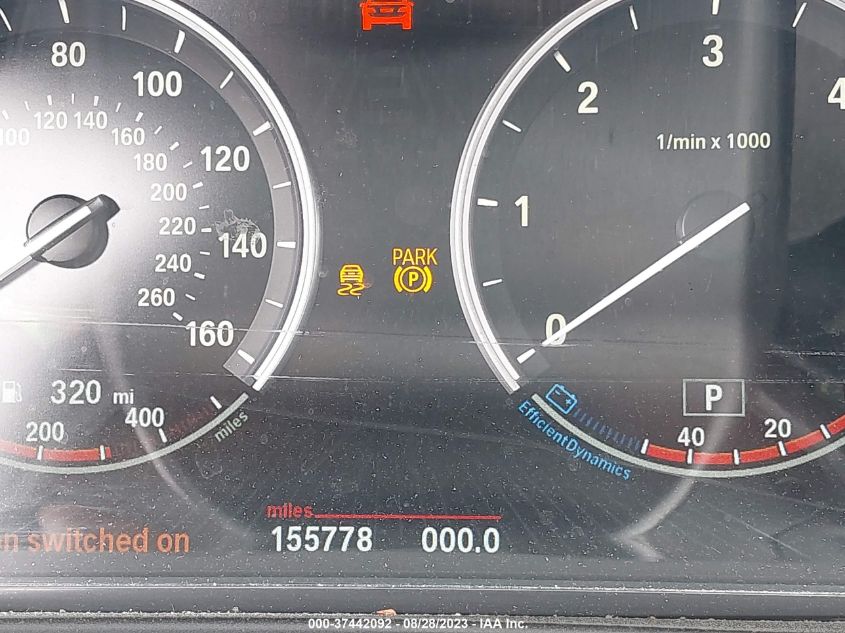 80
100
120
140
160
100 120 140 160 180 200 220 240 260
1
2
3
4
0
1/min x 1000
PARK
P
320 mi
200
400
miles
P
EfficientDynamics
40
20
miles
switched on
155778 000.0
000-37442092 - 08/28/2023 - IAA Inc.